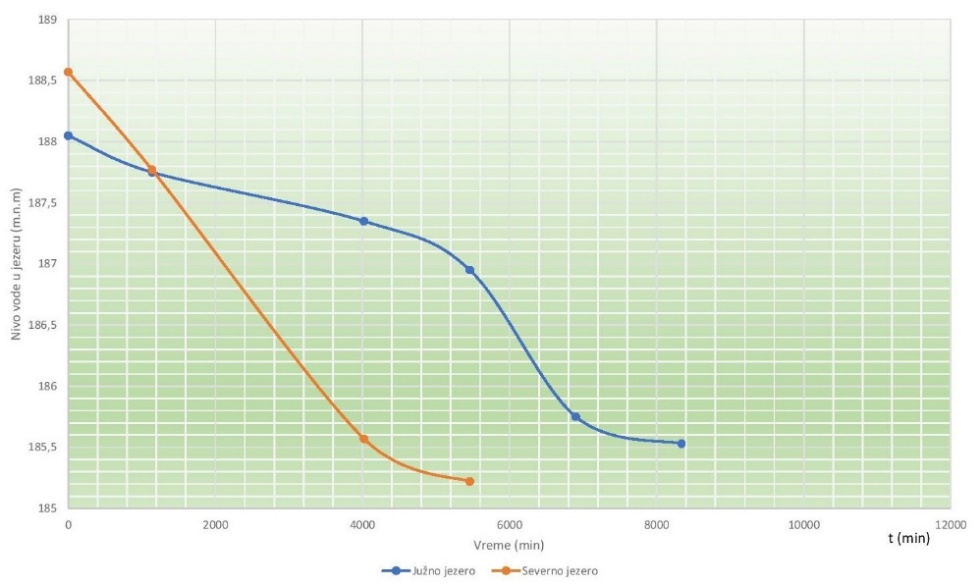 189
188,5
188
187,5
187
186,5
186
185,5
185
Nivo vode u jezeru (m.n.m)
0 2000 4000 6000 8000 10000 12000
Vreme (min)
t (min)
Južno jezero Severno jezero